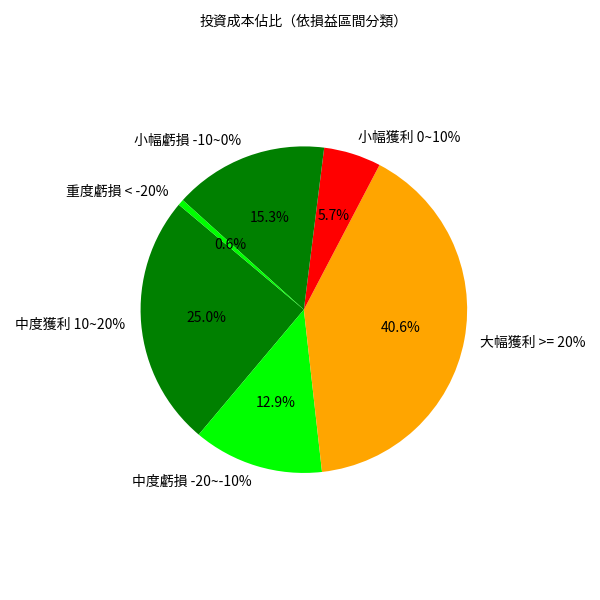 投資成本佔比（依損益區間分類）
小幅獲利 0~10%
小幅虧損 -10~0%
重度虧損 < -20%
15.3%
5.7%
0.6%
中度獲利 10~20%
25.0%
40.6%
大幅獲利 >= 20%
12.9%
中度虧損 -20~-10%